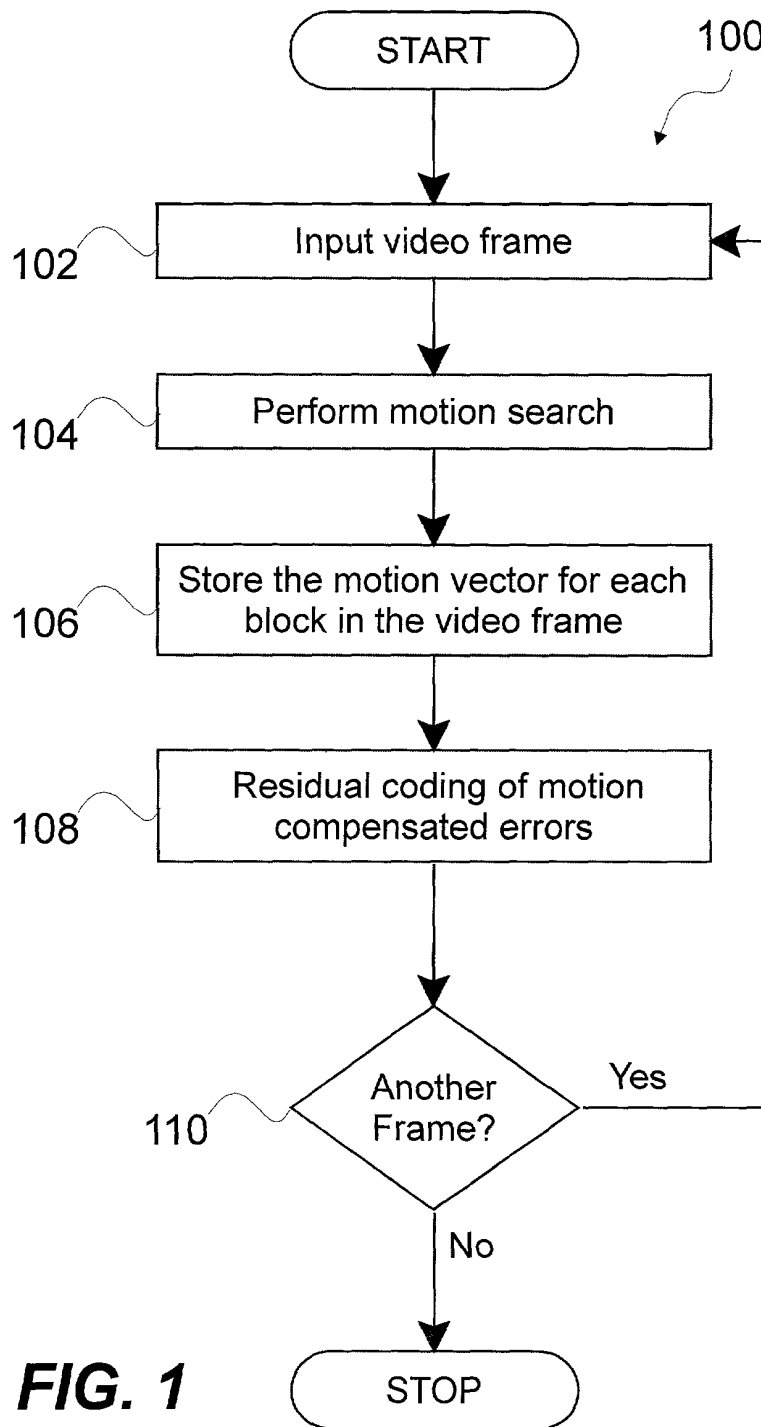 START
100
Input video frame
102
Perform motion search
104
Store the motion vector for each
block in the video frame
106
Residual coding of motion
compensated errors
108
Another
Frame?
Yes
110
No
STOP
FIG. 1